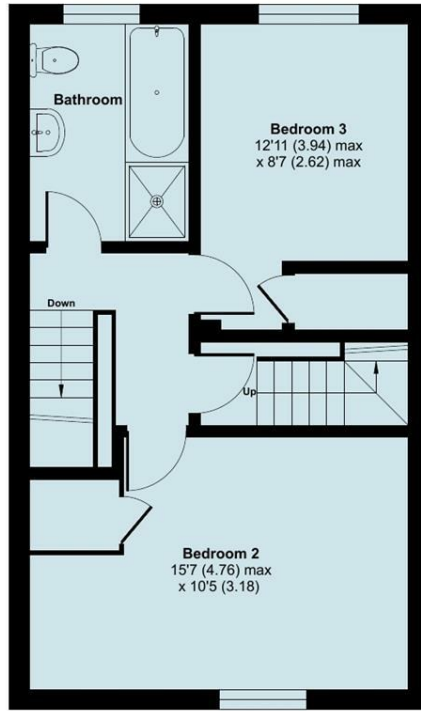 Bathroom
Bedroom 3
12'11 (3.94) max
x 8'7 (2.62) max
Down
Up
Bedroom 2
15'7 (4.76) max
x 10'5 (3.18)